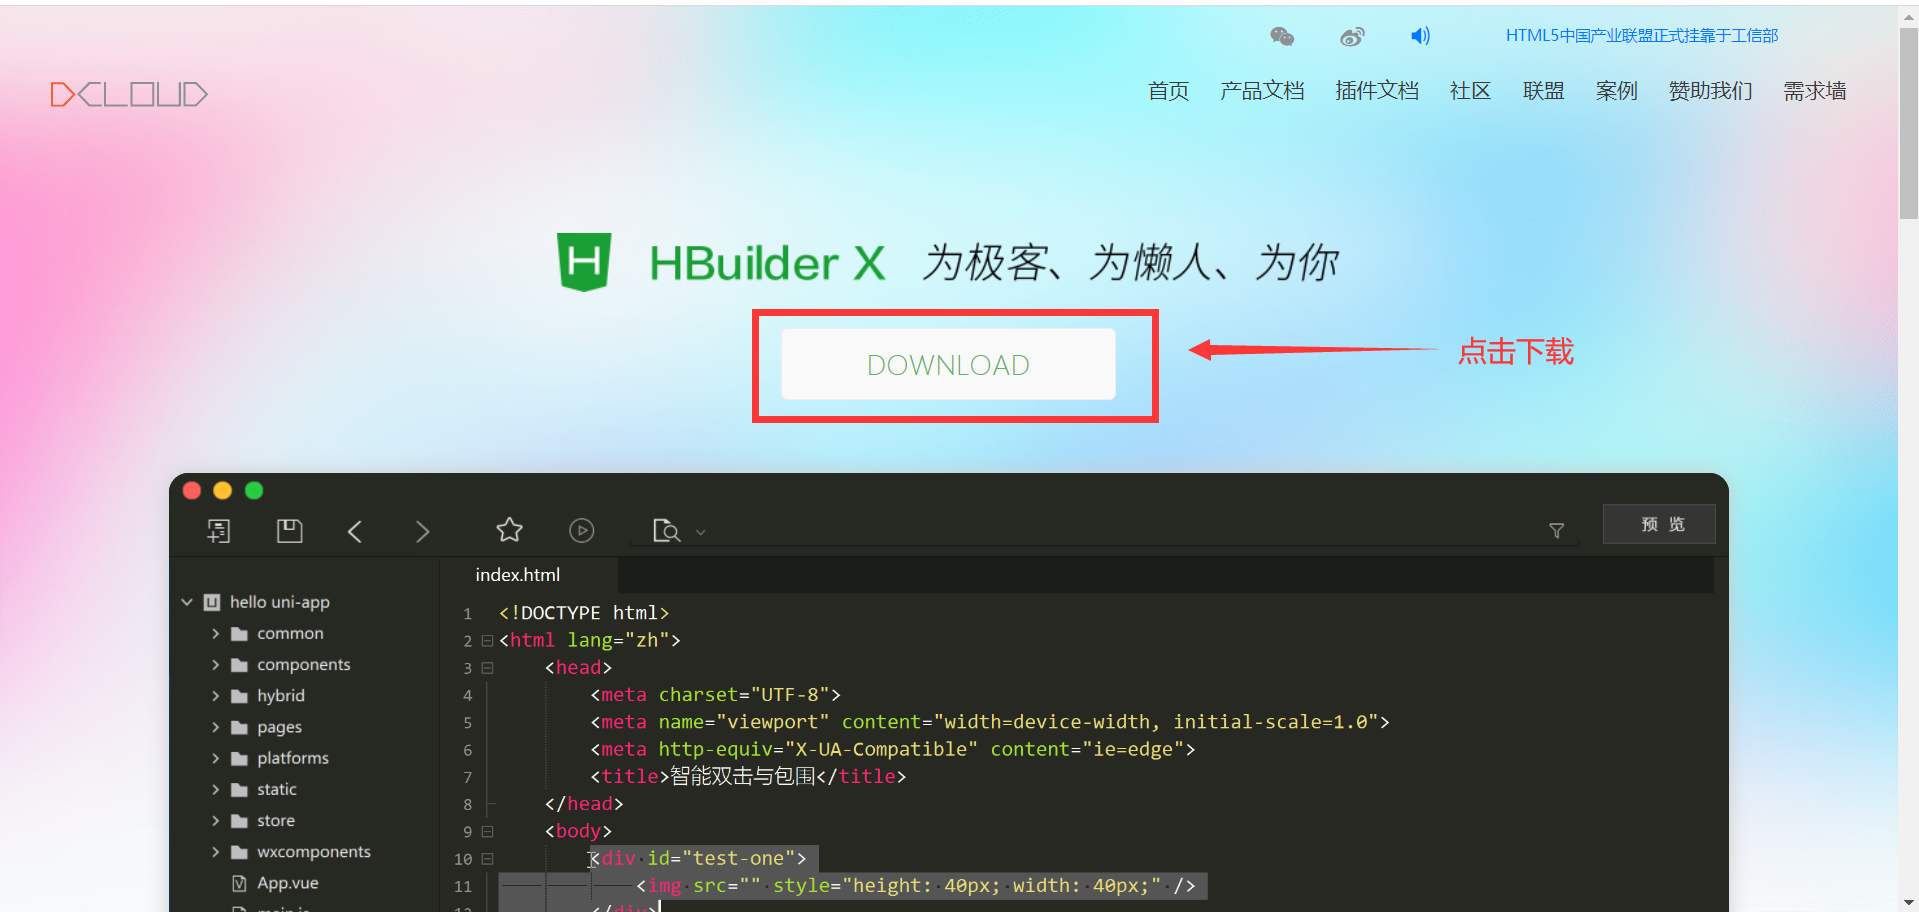 HTML5中国产业联盟正式挂靠于工信部
DCLOUD
首页 产品文档 插件文档 社区 联盟 案例 赞助我们 需求墙
H HBuilder X 为极客、为懒人、为你
DOWNLOAD
点击下载
预 览
index.html
U hello uni-app
common
components
hybrid
pages
platforms
static
store
wxcomponents
App.vue
main.js
1 <!DOCTYPE html>
2 <html lang="zh">
3 <head>
4 <meta charset="UTF-8">
5 <meta name="viewport" content="width=device-width, initial-scale=1.0">
6 <meta http-equiv="X-UA-Compatible" content="ie=edge">
7 <title>智能双击与包围</title>
8 </head>
9 <body>
10 <div id="test-one">
11 <img src="" style="height: 40px; width: 40px;" />
12 </div>